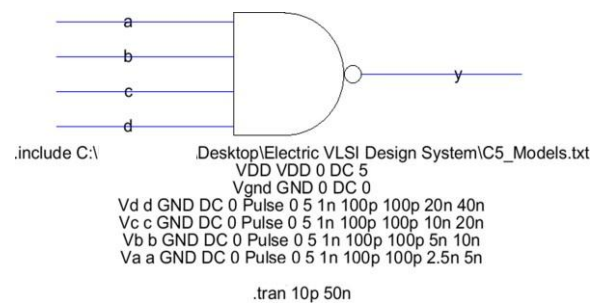 a
b
c
d
y
.include C:\ .Desktop\Electric VLSI Design System\C5_Models.txt
VDD VDD 0 DC 5
Vgnd GND 0 DC 0
Vd d GND DC 0 Pulse 0 5 1n 100p 100p 20n 40n
Vc c GND DC 0 Pulse 0 5 1n 100p 100p 10n 20n
Vb b GND DC 0 Pulse 0 5 1n 100p 100p 5n 10n
Va a GND DC 0 Pulse 0 5 1n 100p 100p 2.5n 5n
.tran 10p 50n